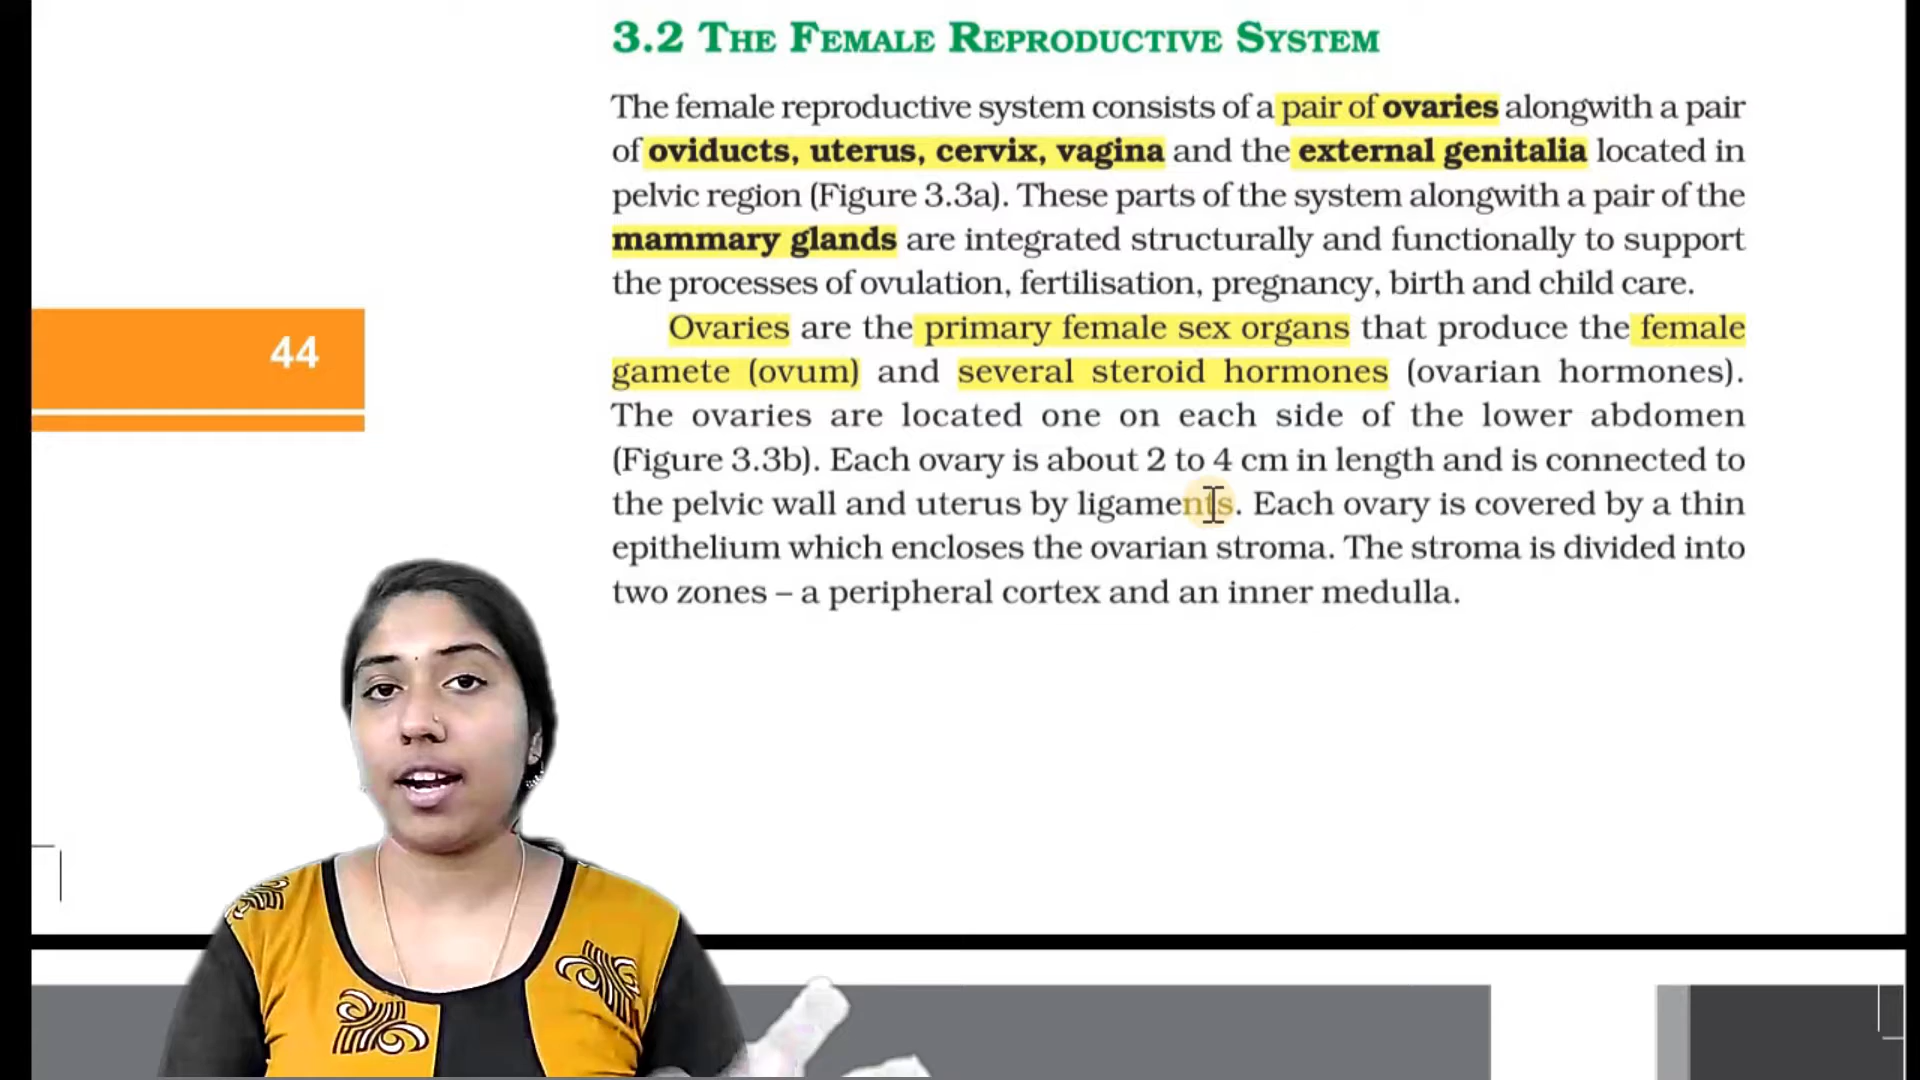 3.2 THE FEMALE REPRODUCTIVE SYSTEM
The female reproductive system consists of a pair of ovaries alongwith a pair
of oviducts, uterus, cervix, vagina and the external genitalia located in
pelvic region (Figure 3.3a). These parts of the system alongwith a pair of the
mammary glands are integrated structurally and functionally to support
the processes of ovulation, fertilisation, pregnancy, birth and child care.
Ovaries are the primary female sex organs that produce the female
gamete (ovum) and several steroid hormones (ovarian hormones).
The ovaries are located one on each side of the lower abdomen
(Figure 3.3b). Each ovary is about 2 to 4 cm in length and is connected to
the pelvic wall and uterus by ligaments. Each ovary is covered by a thin
epithelium which encloses the ovarian stroma. The stroma is divided into
two zones – a peripheral cortex and an inner medulla.
44